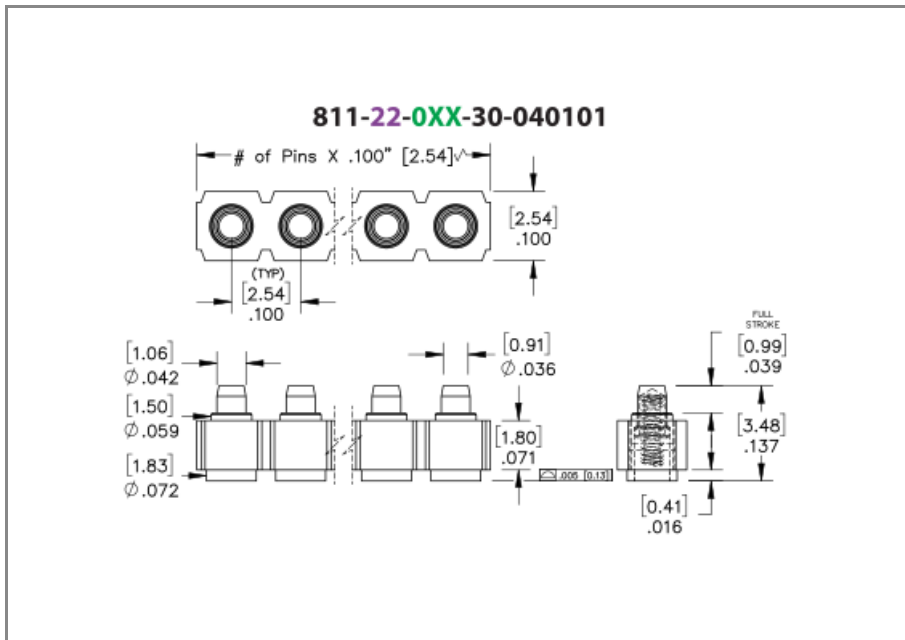 811-22-0XX-30-040101
# of Pins X .100" [2.54]
[2.54]
.100
(TYP)
[2.54]
.100
[1.06]
Ø.042
[0.91]
Ø.036
FULL
STROKE
[0.99]
.039
[1.50]
Ø.059
[1.80]
.071
[3.48]
.137
[1.83]
Ø.072
.005 [0.13]
[0.41]
.016